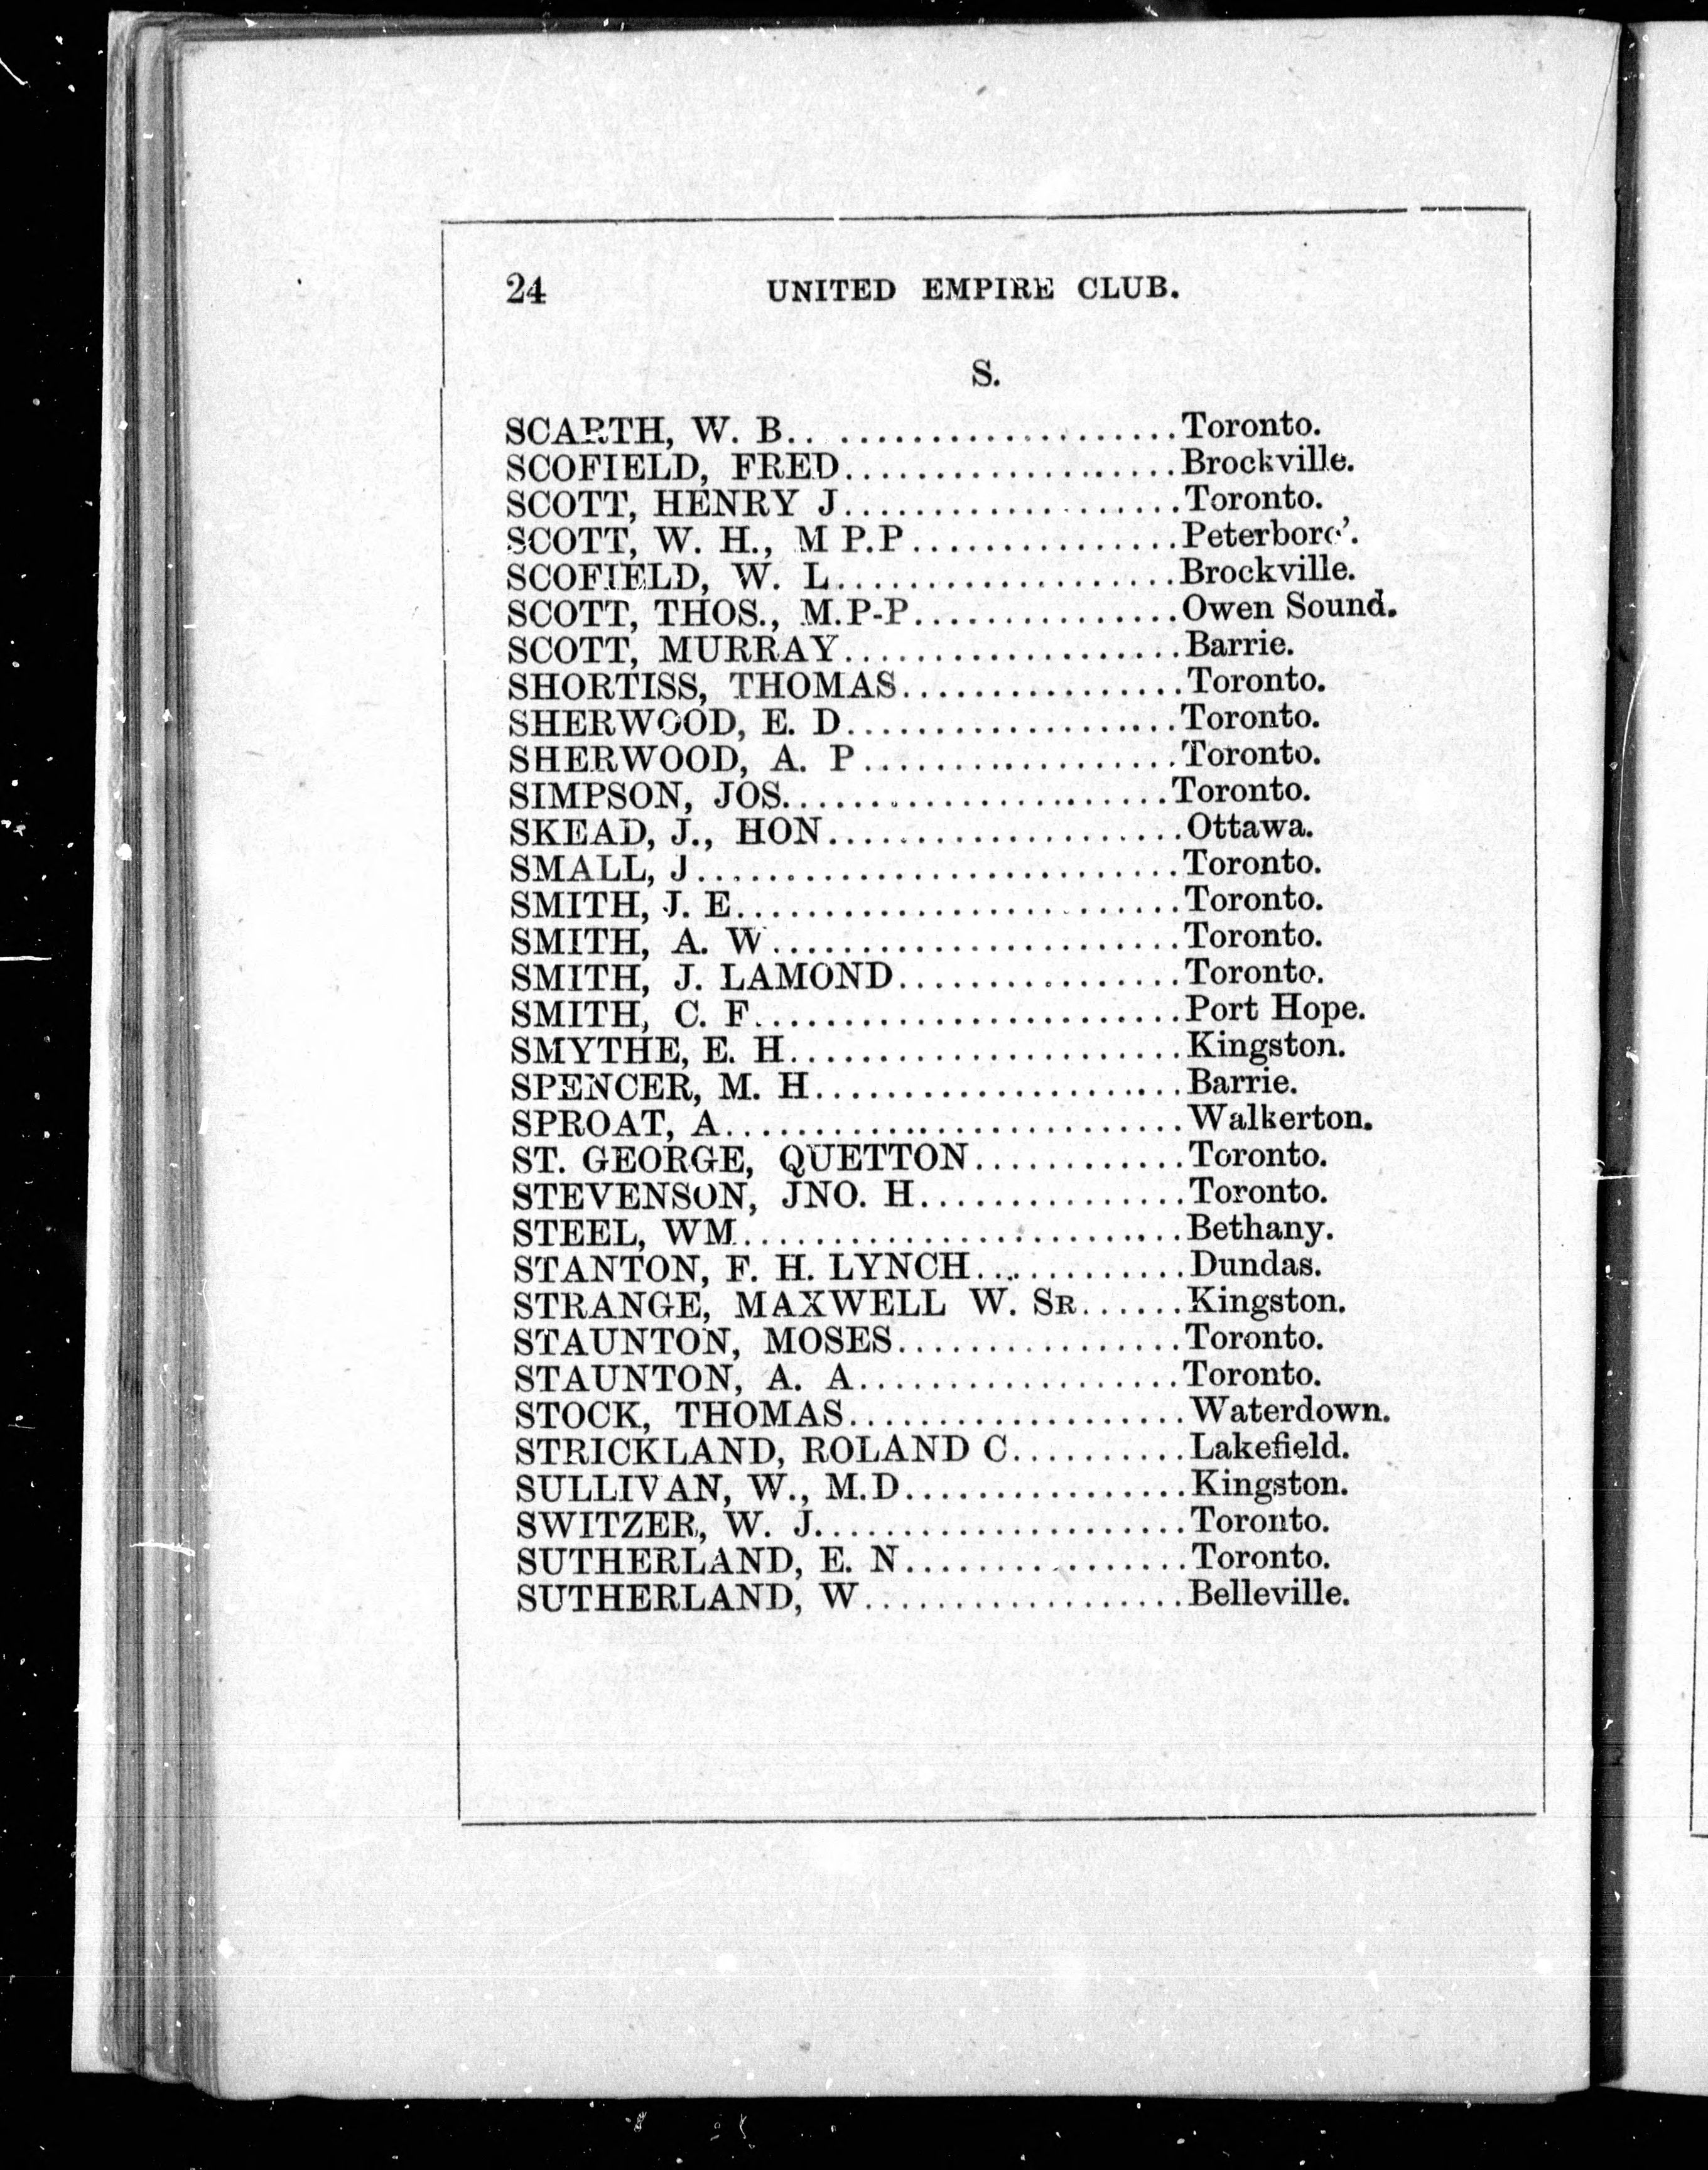 24 UNITED EMPIRE CLUB.
S.
SCARTH, W. B.. ...................Toronto.
SCOFIELD, FRED...................Brockville.
SCOTT, HENRY J...................Toronto.
SCOTT, W. H., M P.P...............Peterboro'.
SCOFIELD, W. L...................Brockville.
SCOTT, THOS., M.P-P...............Owen Sound.
SCOTT, MURRAY...................Barrie.
SHORTISS, THOMAS................Toronto.
SHERWOOD, E. D...................Toronto.
SHERWOOD, A. P..................Toronto.
SIMPSON, JOS......................Toronto.
SKEAD, J., HON....................Ottawa.
SMALL, J...........................Toronto.
SMITH, J. E.........................Toronto.
SMITH, A. W.......................Toronto.
SMITH, J. LAMOND................Toronto.
SMITH, C. F........................Port Hope.
SMYTHE, E. H......................Kingston.
SPENCER, M. H.....................Barrie.
SPROAT, A..........................Walkerton.
ST. GEORGE, QUETTON............Toronto.
STEVENSON, JNO. H...............Toronto.
STEEL, WM.........................Bethany.
STANTON, F. H. LYNCH............Dundas.
STRANGE, MAXWELL W. SR......Kingston.
STAUNTON, MOSES................Toronto.
STAUNTON, A. A..................Toronto.
STOCK, THOMAS...................Waterdown.
STRICKLAND, ROLAND C..........Lakefield.
SULLIVAN, W., M.D................Kingston.
SWITZER, W. J.....................Toronto.
SUTHERLAND, E. N................Toronto.
SUTHERLAND, W..................Belleville.